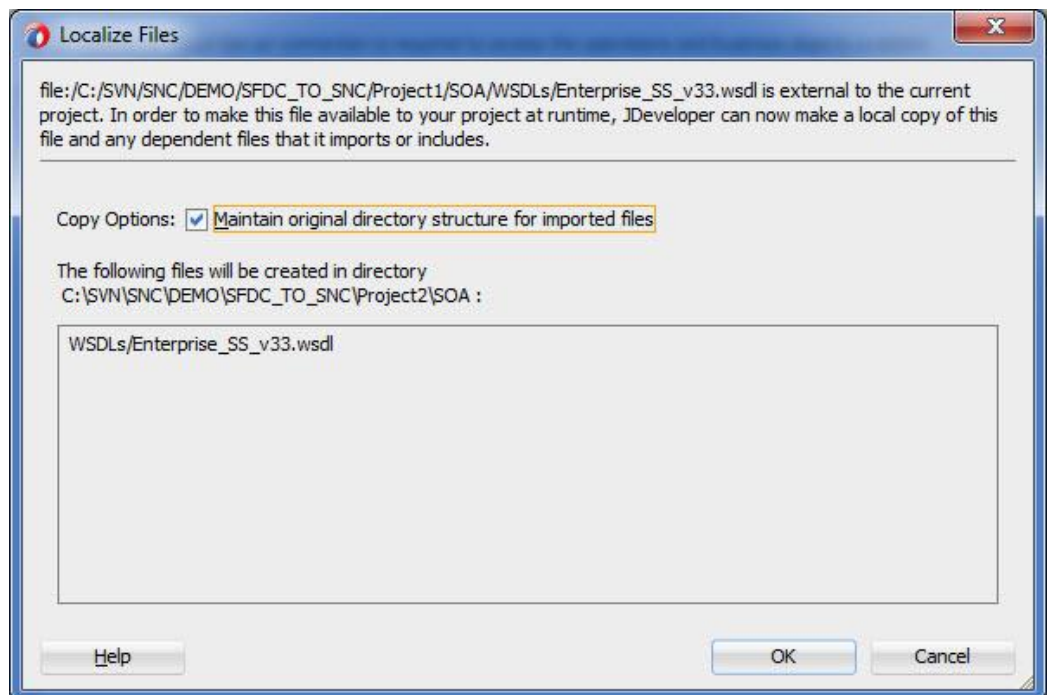 Localize Files
file:/C:/SVN/SNC/DEMO/SFDC_TO_SNC/Project1/SOA/WSDLs/Enterprise_SS_v33.wsdl is external to the current
project. In order to make this file available to your project at runtime, JDeveloper can now make a local copy of this
file and any dependent files that it imports or includes.
Copy Options: Maintain original directory structure for imported files
The following files will be created in directory
C:\SVN\SNC\DEMO\SFDC_TO_SNC\Project2\SOA :
WSDLs/Enterprise_SS_v33.wsdl
Help OK Cancel